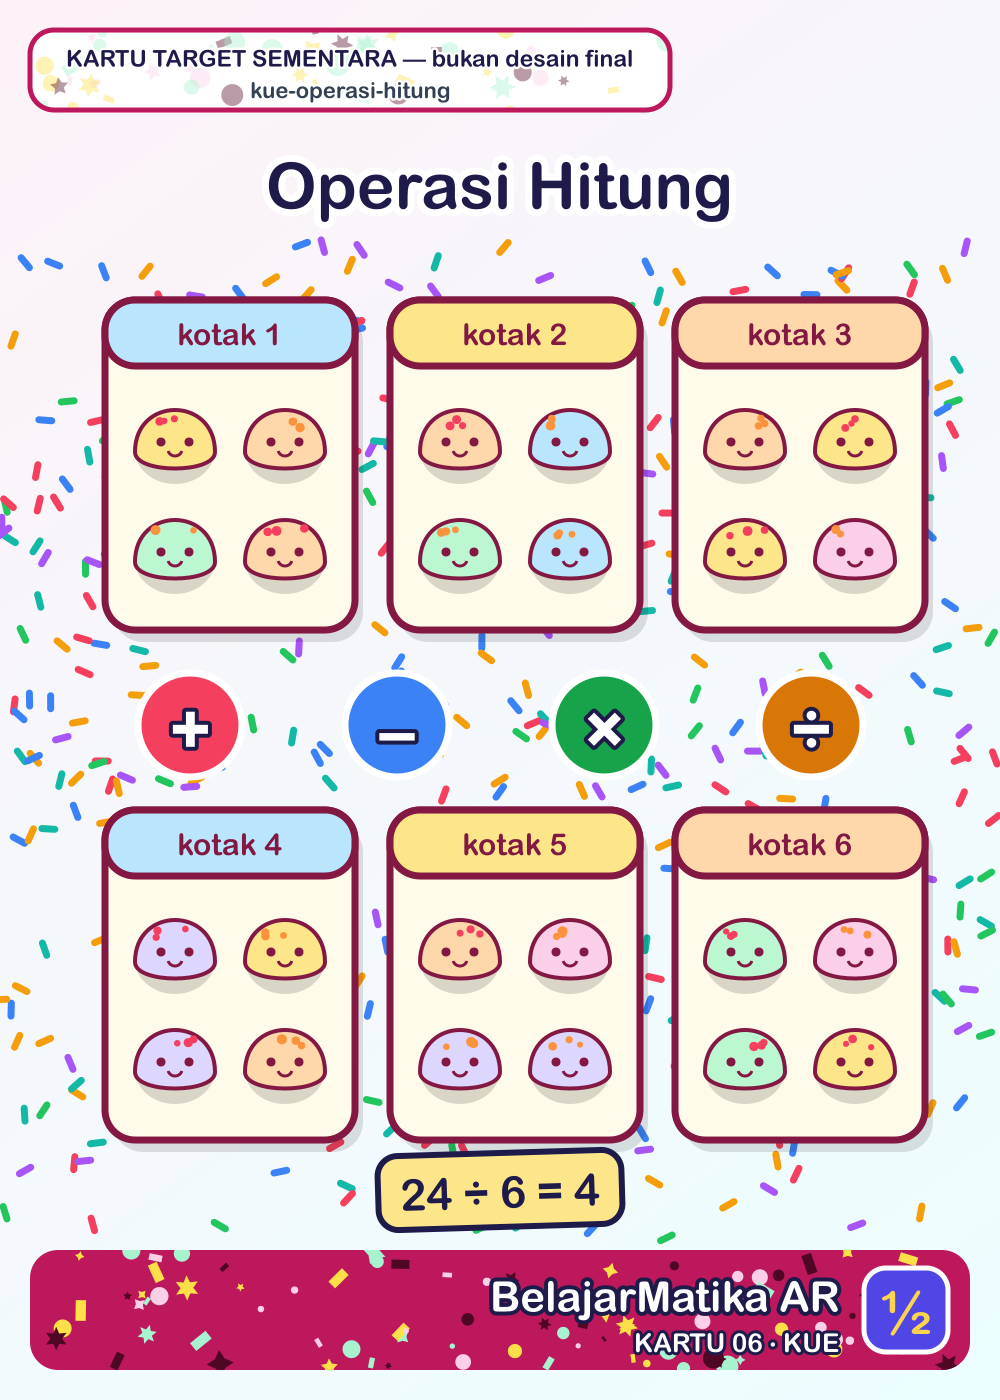 KARTU TARGET SEMENTARA — bukan desain final
kue-operasi-hitung
Operasi Hitung
kotak 1
kotak 2
kotak 3
+
−
×
÷
kotak 4
kotak 5
kotak 6
24 ÷ 6 = 4
BelajarMatika AR
KARTU 06 · KUE
½